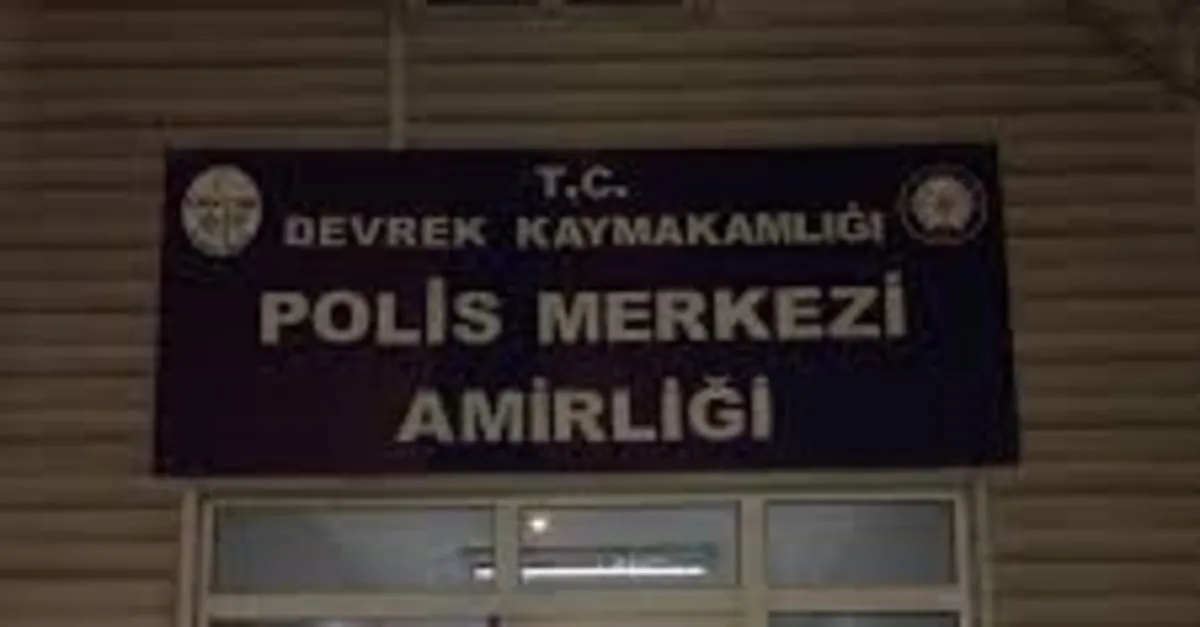 T.C.
DEVREK KAYMAKAMLIĞI
POLİS MERKEZİ
AMİRLİĞİ